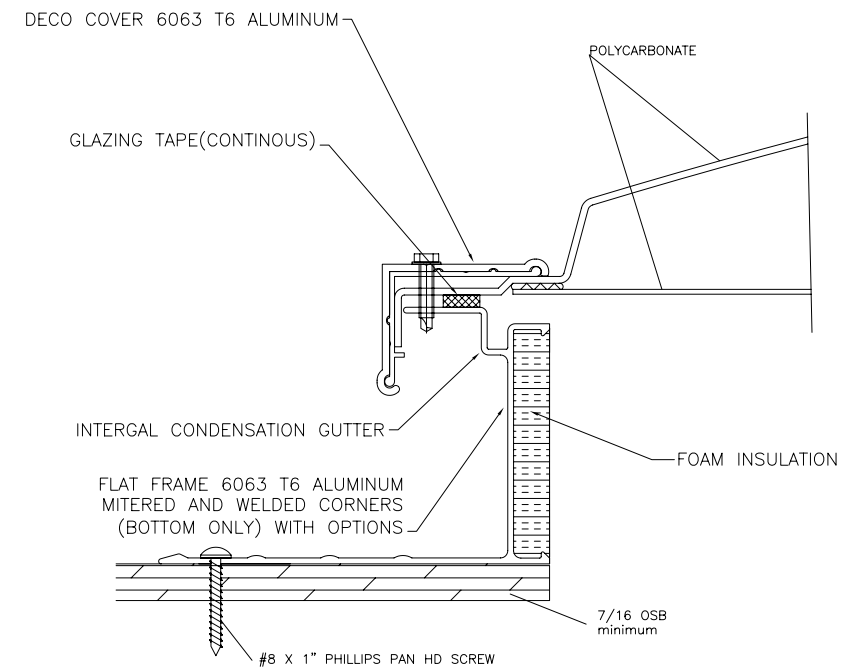 DECO COVER 6063 T6 ALUMINUM
POLYCARBONATE
GLAZING TAPE(CONTINOUS)
INTERGAL CONDENSATION GUTTER
FOAM INSULATION
FLAT FRAME 6063 T6 ALUMINUM
MITERED AND WELDED CORNERS
(BOTTOM ONLY) WITH OPTIONS
7/16 OSB
minimum
#8 X 1" PHILLIPS PAN HD SCREW